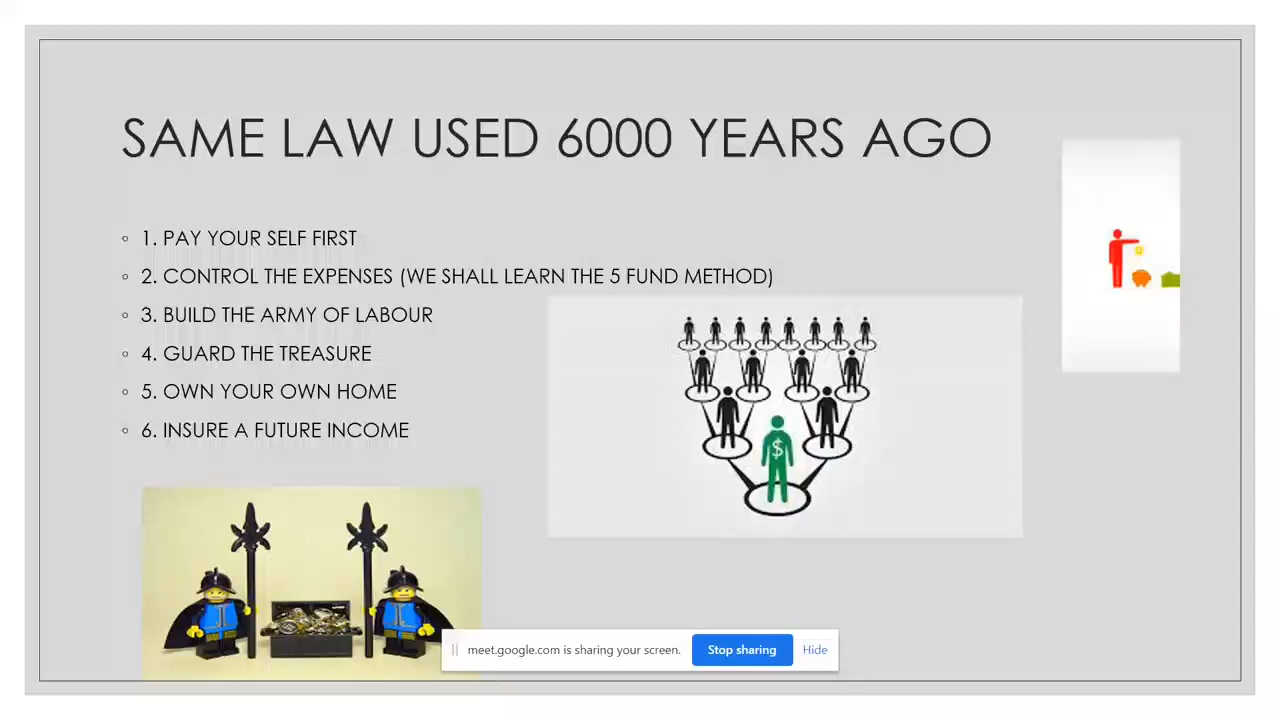 SAME LAW USED 6000 YEARS AGO
1. PAY YOUR SELF FIRST
2. CONTROL THE EXPENSES (WE SHALL LEARN THE 5 FUND METHOD)
3. BUILD THE ARMY OF LABOUR
4. GUARD THE TREASURE
5. OWN YOUR OWN HOME
6. INSURE A FUTURE INCOME
$
meet.google.com is sharing your screen. Stop sharing Hide